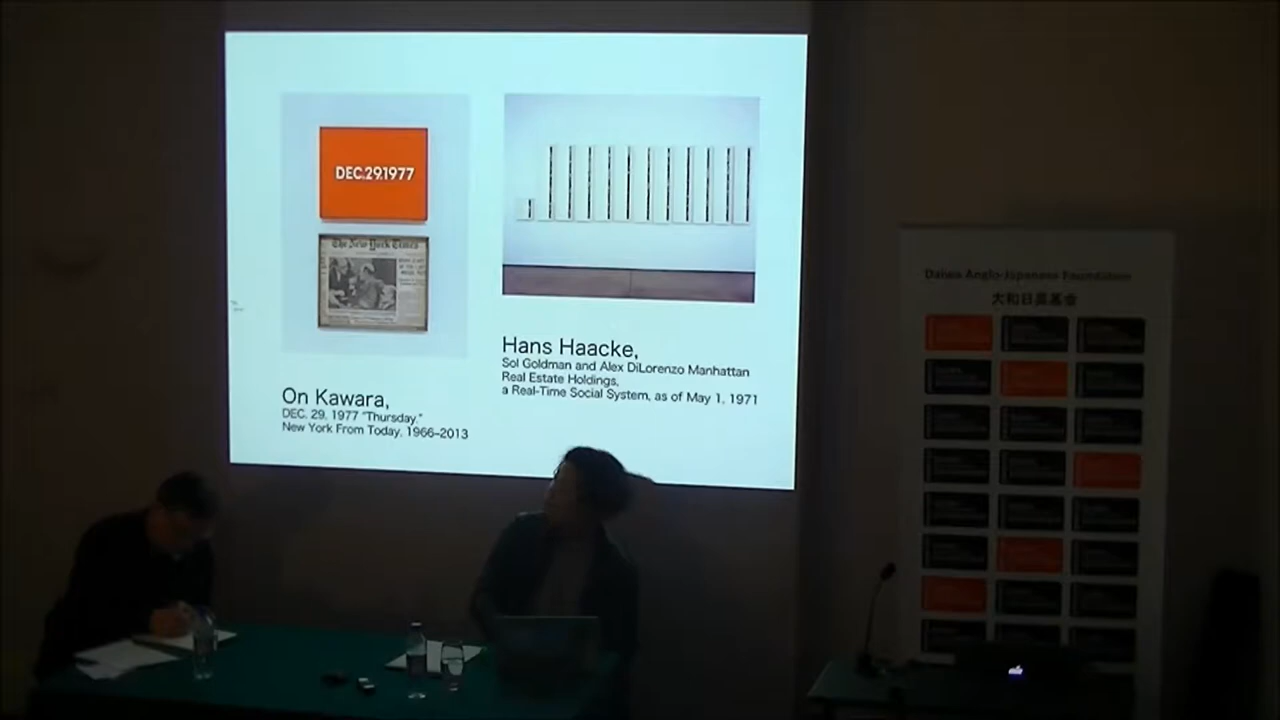 DEC.29.1977
The New York Times
On Kawara,
DEC. 29. 1977 "Thursday."
New York From Today. 1966–2013
Hans Haacke,
Sol Goldman and Alex DiLorenzo Manhattan
Real Estate Holdings,
a Real-Time Social System, as of May 1. 1971
Daiwa Anglo-Japanese Foundation
大和日英基金